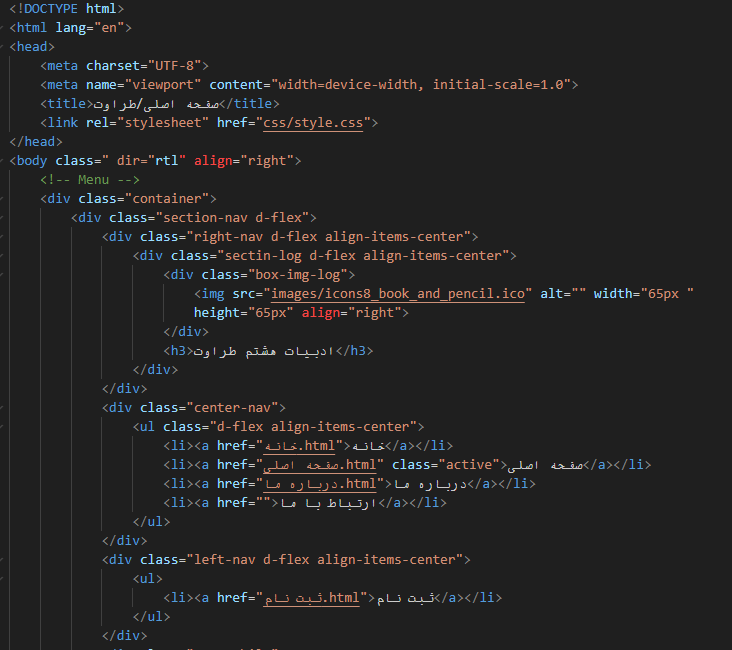 <!DOCTYPE html>
<html lang="en">
<head>
    <meta charset="UTF-8">
    <meta name="viewport" content="width=device-width, initial-scale=1.0">
    <title>صفحه اصلی/طراوت</title>
    <link rel="stylesheet" href="css/style.css">
</head>
<body class=" dir="rtl" align="right">
    <!-- Menu -->
    <div class="container">
        <div class="section-nav d-flex">
            <div class="right-nav d-flex align-items-center">
                <div class="sectin-log d-flex align-items-center">
                    <div class="box-img-log">
                        <img src="images/icons8_book_and_pencil.ico" alt="" width="65px "
                        height="65px" align="right">
                    </div>
                    <h3>ادبیات هشتم طراوت</h3>
                </div>
            </div>
            <div class="center-nav">
                <ul class="d-flex align-items-center">
                    <li><a href="خانه.html">خانه</a></li>
                    <li><a href="صفحه اصلی.html" class="active">صفحه اصلی</a></li>
                    <li><a href="درباره ما.html">درباره ما</a></li>
                    <li><a href="">ارتباط با ما</a></li>
                </ul>
            </div>
            <div class="left-nav d-flex align-items-center">
                <ul>
                    <li><a href="ثبت نام.html">ثبت نام</a></li>
                </ul>
            </div>